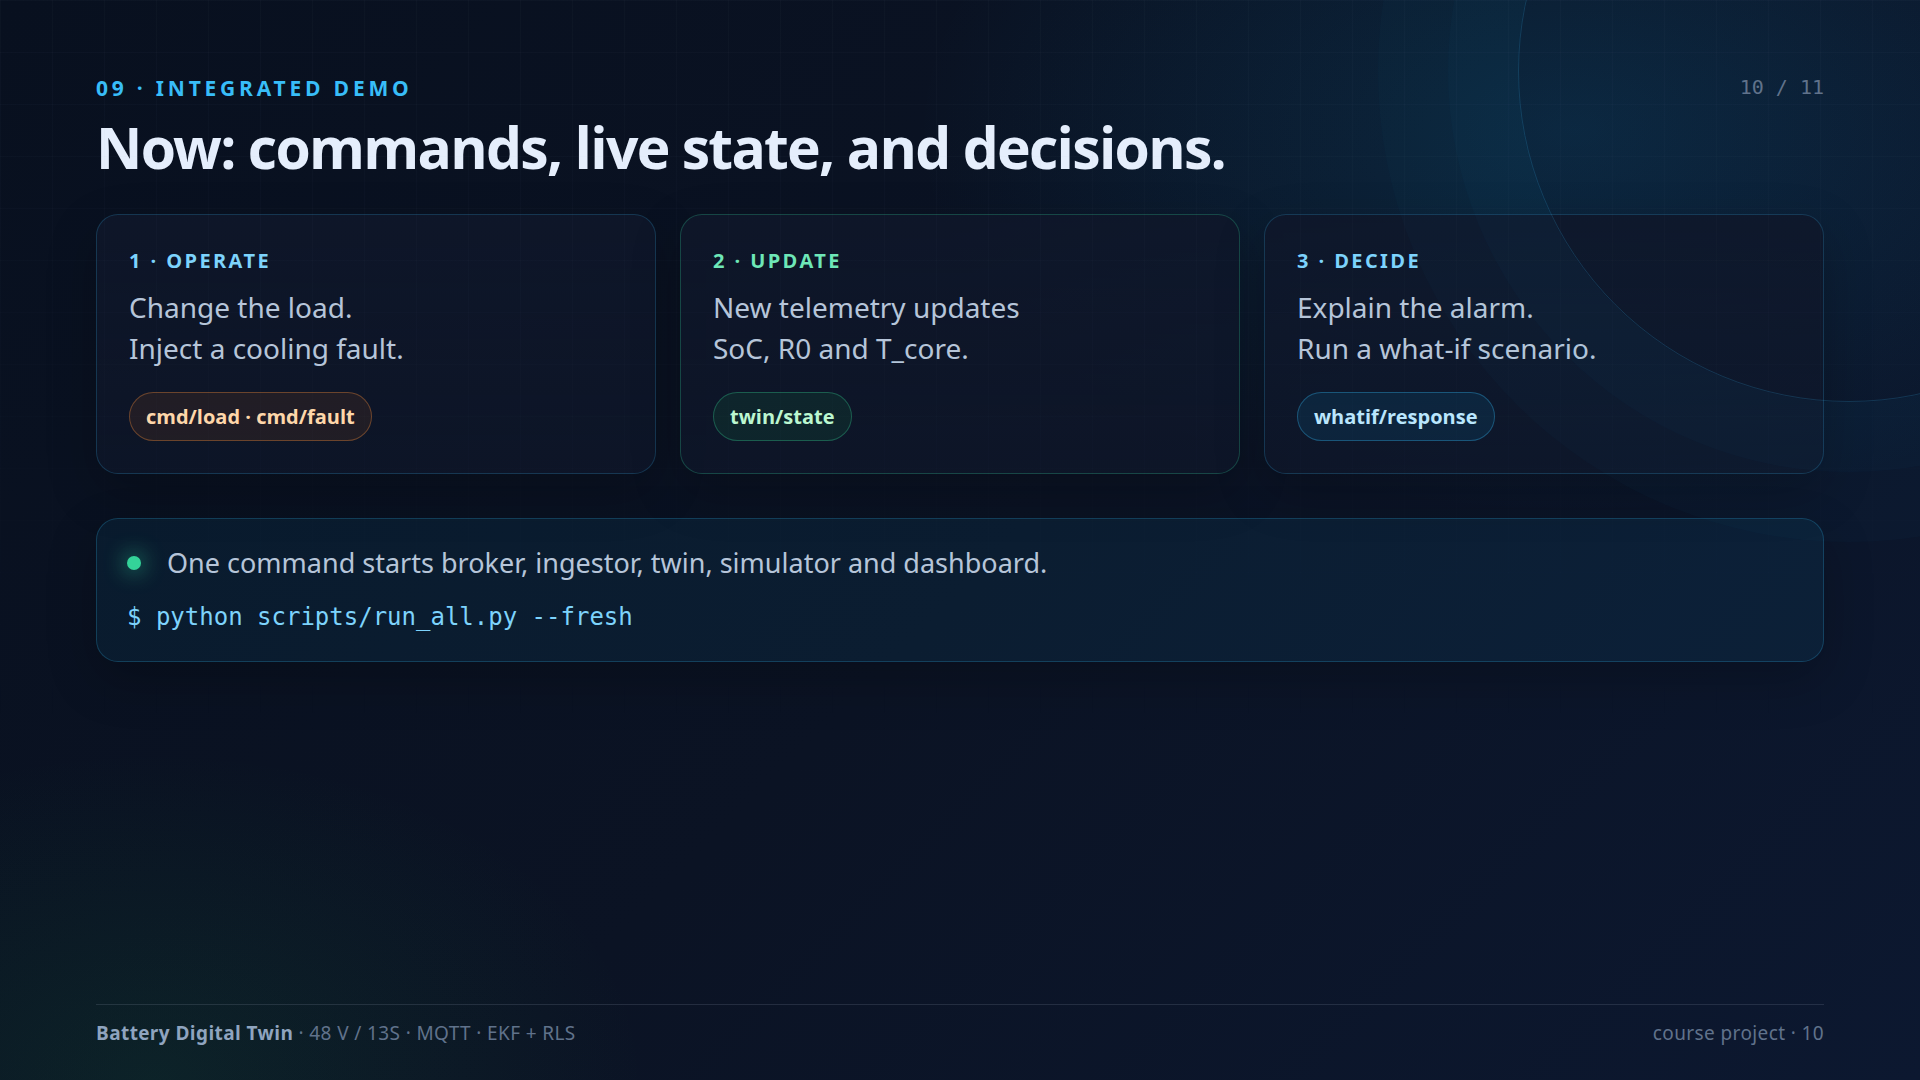 09 · INTEGRATED DEMO
10 / 11
Now: commands, live state, and decisions.
1 · OPERATE
Change the load.
Inject a cooling fault.
cmd/load · cmd/fault
2 · UPDATE
New telemetry updates
SoC, R0 and T_core.
twin/state
3 · DECIDE
Explain the alarm.
Run a what-if scenario.
whatif/response
One command starts broker, ingestor, twin, simulator and dashboard.
$ python scripts/run_all.py --fresh
Battery Digital Twin · 48 V / 13S · MQTT · EKF + RLS
course project · 10